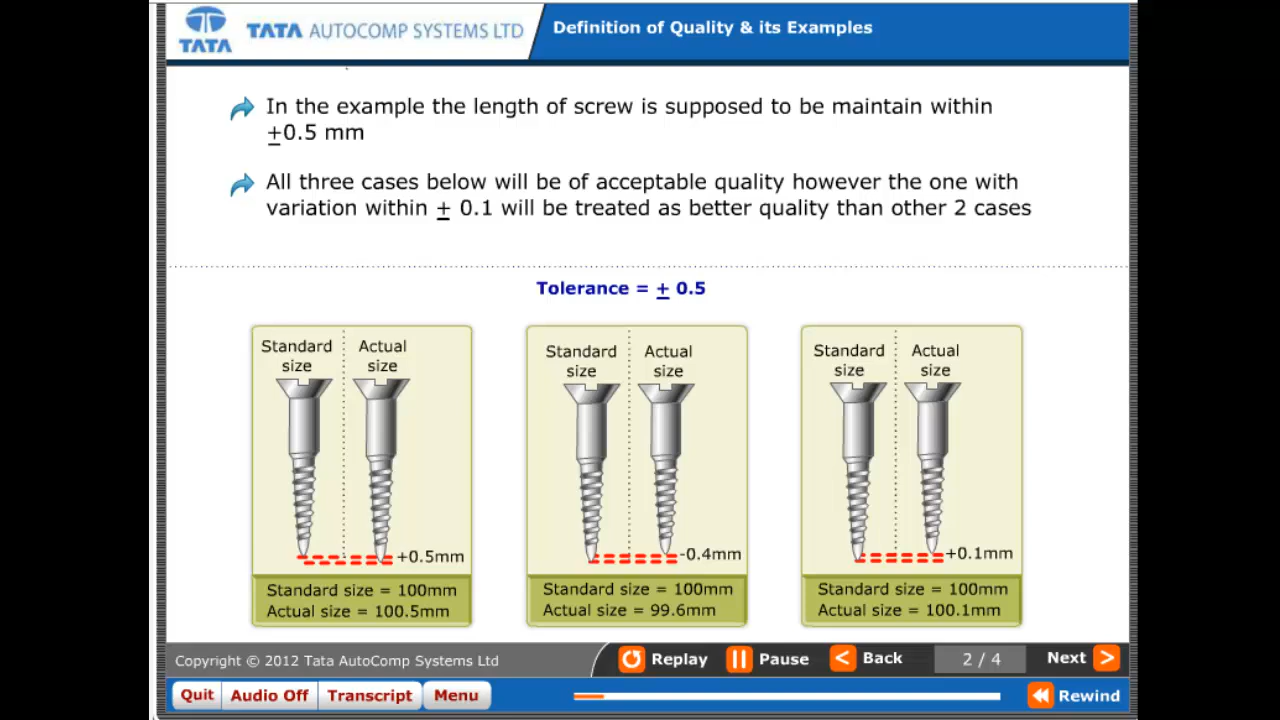 TATA
TATA AUTOCOMP SYSTEMS LTD
Definition of Quality & its Examples
In the example the length of screw is supposed to be maintain within
±0.5 mm
All three cases below will be of acceptable quality however the one with
variation within ± 0.1 will be treated as better quality than other 2 cases
Tolerance = ± 0.5
Standard size
Actual size
+0.5mm
Standard size = 100mm
Actual size = 100.5mm
Standard size
Actual size
-0.4mm
Standard size = 100mm
Actual size = 99.6mm
Standard size
Actual size
+0.1mm
Standard size = 100mm
Actual size = 100.1mm
Copyright © 2012 Tata AutoComp Systems Ltd
Replay
Pause
< Back
2 / 4
Next >
Quit
Audio Off
Transcript
Menu
Rewind